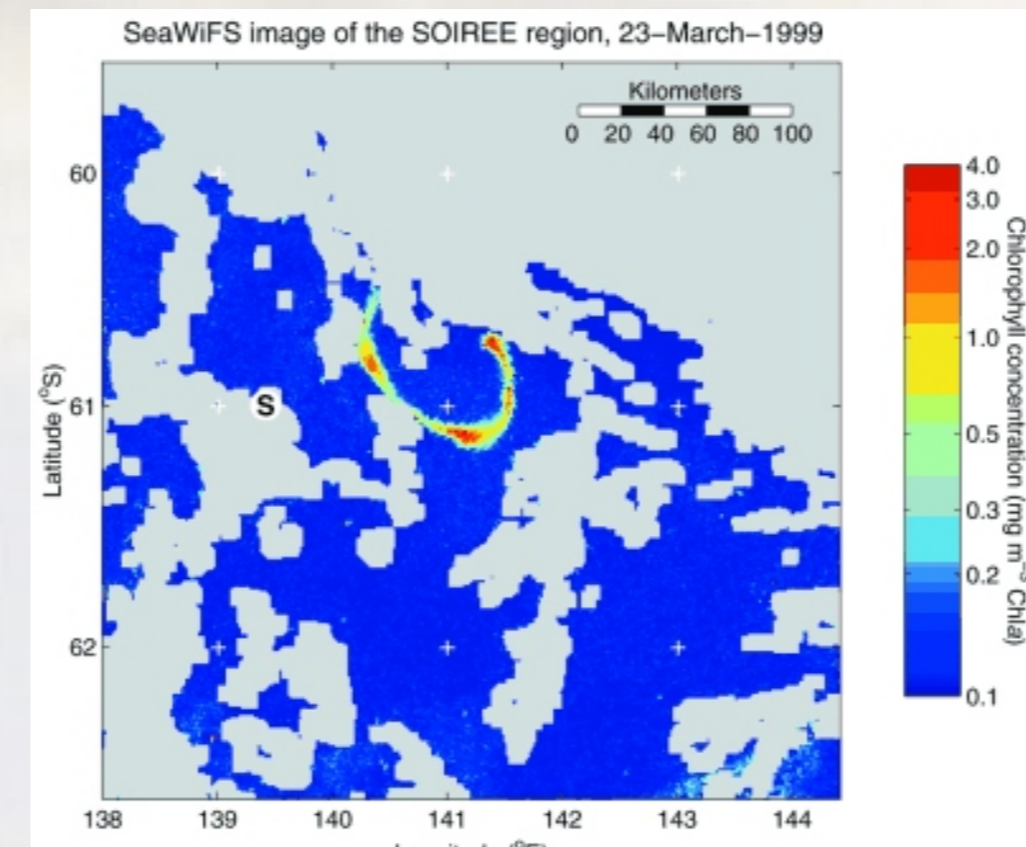 SeaWiFS image of the SOIREE region, 23–March–1999
Kilometers
0 20 40 60 80 100
60
61
62
Latitude (⁰S)
S
138 139 140 141 142 143 144
4.0
3.0
2.0
1.0
0.5
0.3
0.2
0.1
Chlorophyll concentration (mg m⁻³ Chla)